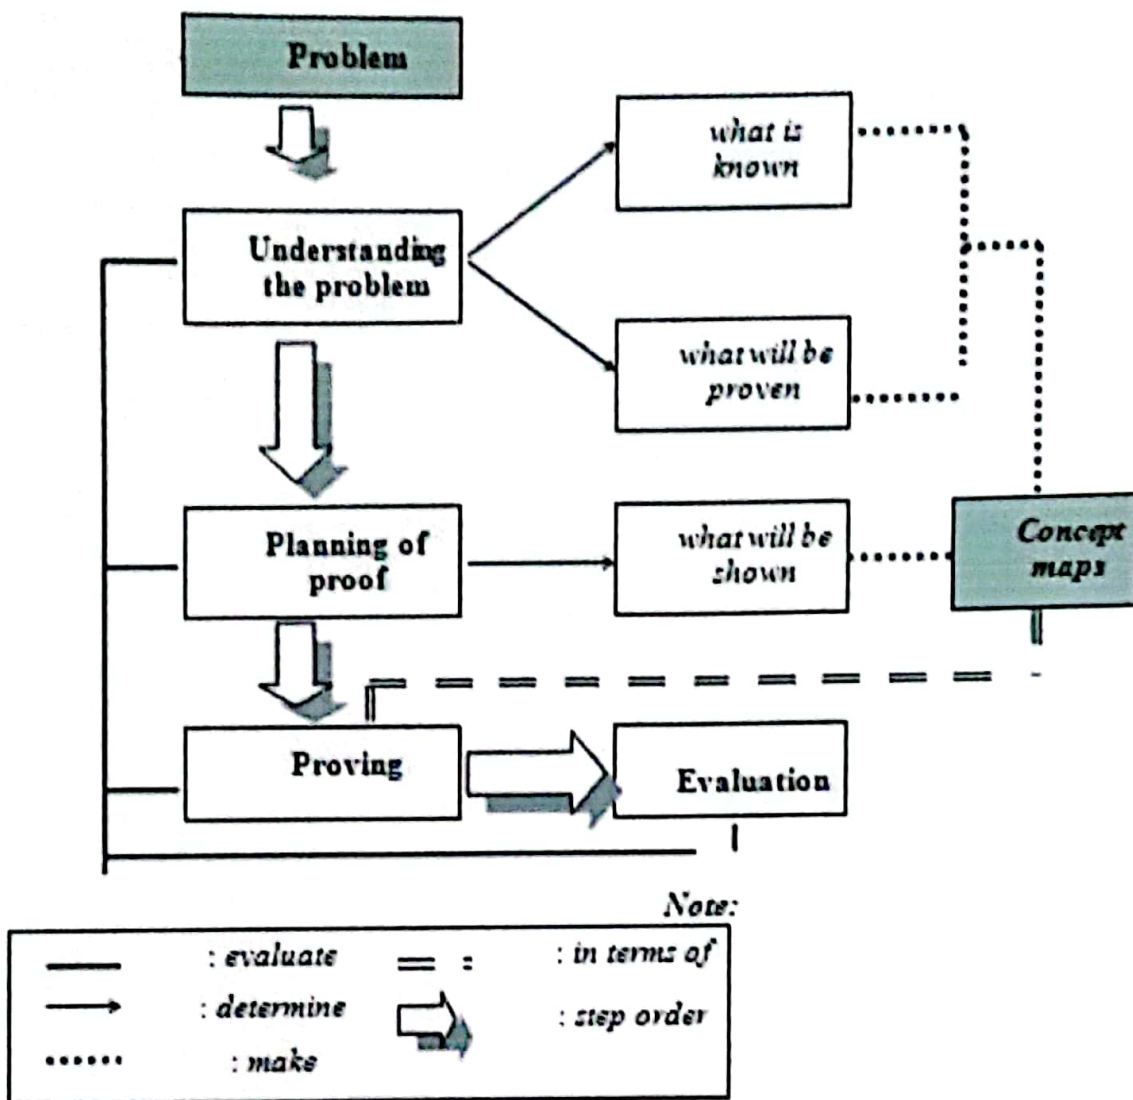 Problem
what is
known
Understanding
the problem
what will be
proven
Planning of
proof
what will be
shown
Concept
maps
Proving
Evaluation
Note:
: evaluate
: in terms of
: determine
: step order
: make